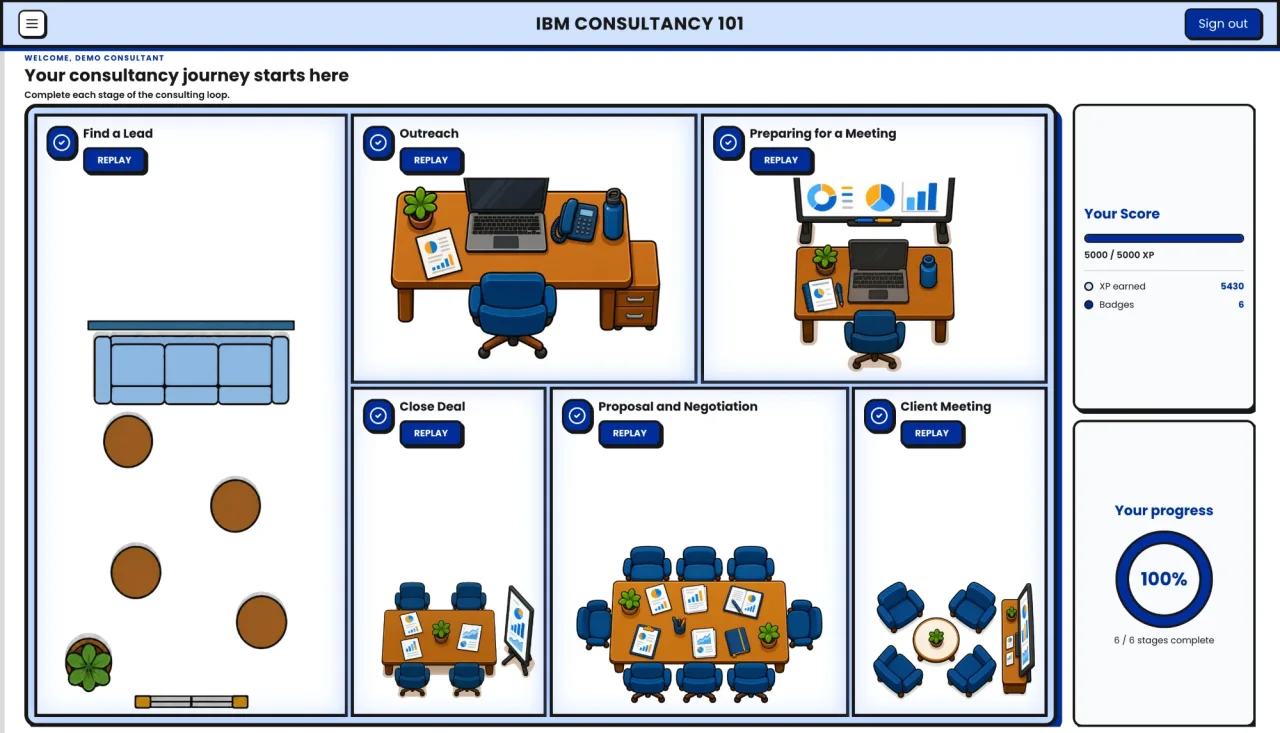 IBM CONSULTANCY 101
Sign out
WELCOME, DEMO CONSULTANT
Your consultancy journey starts here
Complete each stage of the consulting loop.
Find a Lead
REPLAY
Outreach
REPLAY
Preparing for a Meeting
REPLAY
Close Deal
REPLAY
Proposal and Negotiation
REPLAY
Client Meeting
REPLAY
Your Score
5000 / 5000 XP
XP earned 5430
Badges 6
Your progress
100%
6 / 6 stages complete